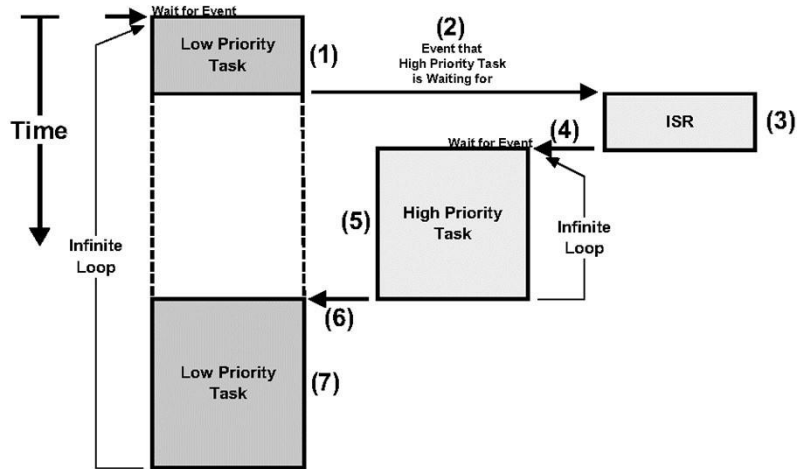 Wait for Event
Low Priority
Task
(1)
(2)
Event that
High Priority Task
is Waiting for
ISR
(3)
Time
Wait for Event
(4)
High Priority
Task
(5)
Infinite
Loop
Infinite
Loop
(6)
Low Priority
Task
(7)